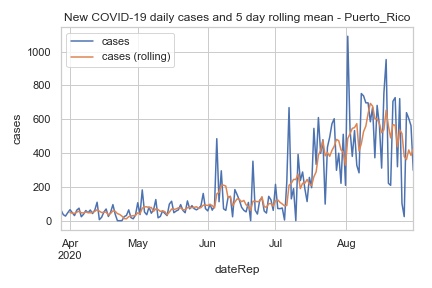 New COVID-19 daily cases and 5 day rolling mean - Puerto_Rico
cases
cases (rolling)
1000
800
600
400
200
0
cases
Apr
2020
May
Jun
Jul
Aug
dateRep